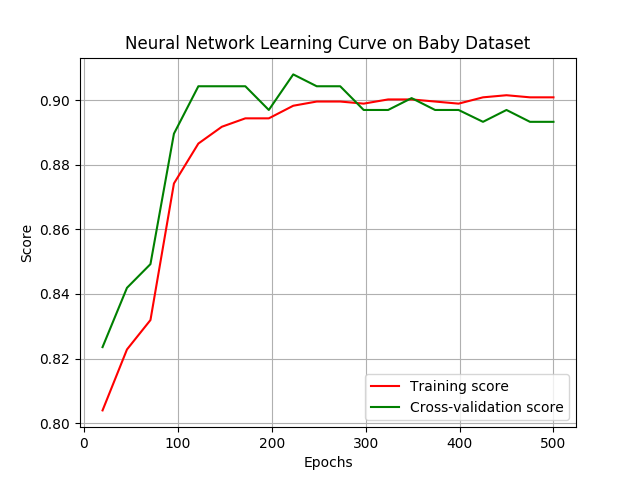 Neural Network Learning Curve on Baby Dataset
0.90
0.88
0.86
0.84
0.82
0.80
Score
0 100 200 300 400 500
Epochs
Training score
Cross-validation score